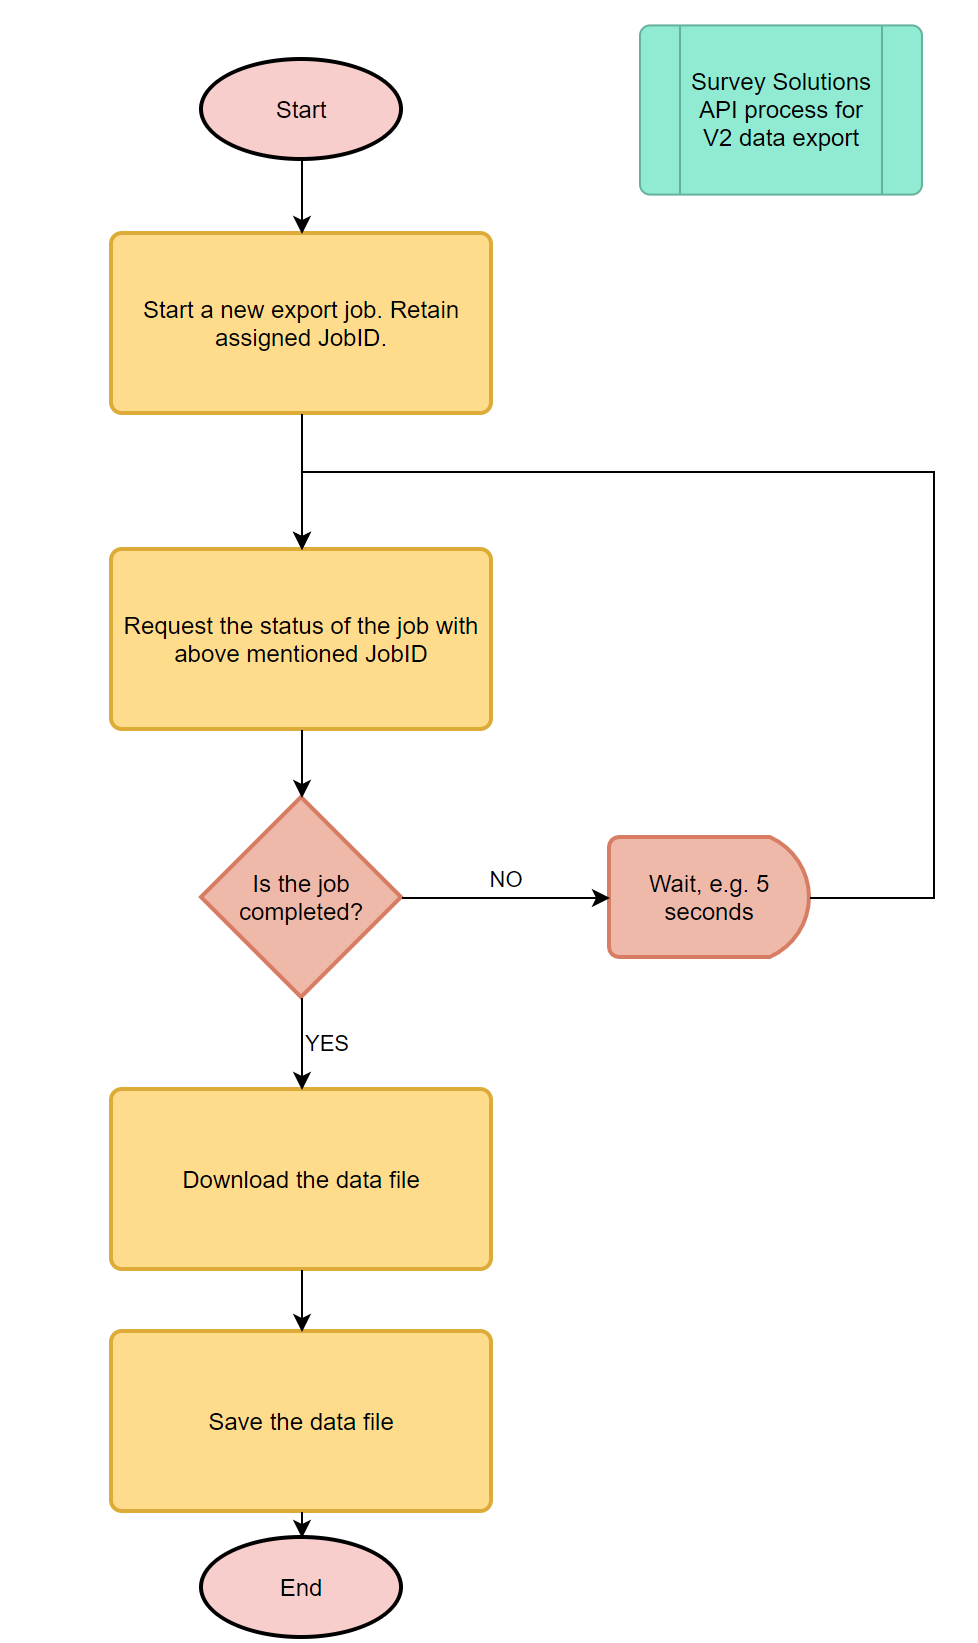 Start
Survey Solutions
API process for
V2 data export
Start a new export job. Retain
assigned JobID.
Request the status of the job with
above mentioned JobID
Is the job
completed?
NO
Wait, e.g. 5
seconds
YES
Download the data file
Save the data file
End